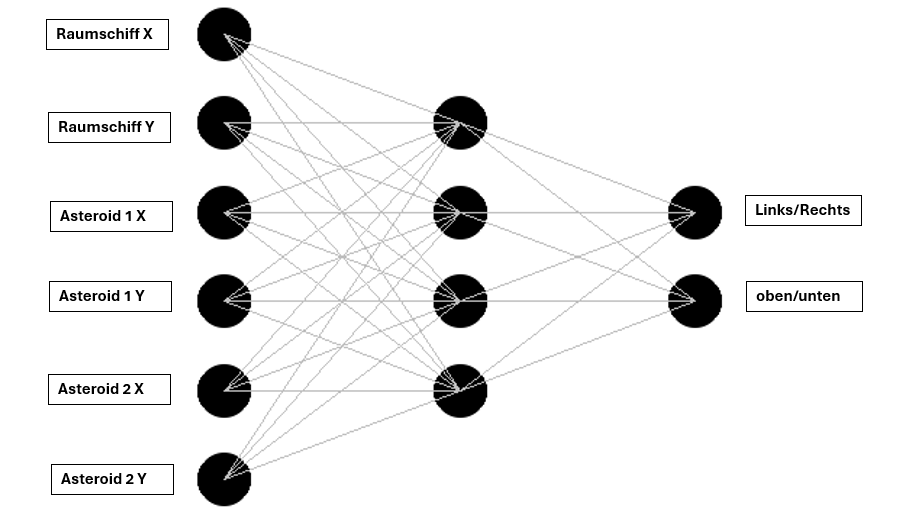 Raumschiff X
Raumschiff Y
Asteroid 1 X
Asteroid 1 Y
Asteroid 2 X
Asteroid 2 Y
Links/Rechts
oben/unten